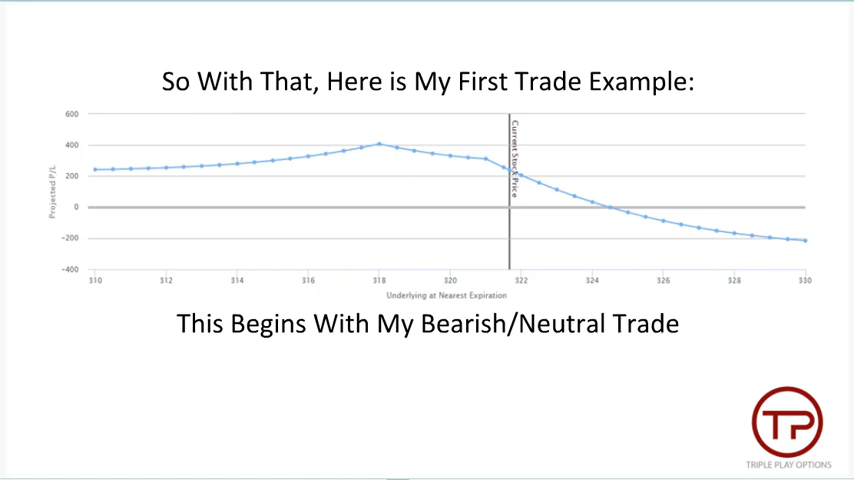 So With That, Here is My First Trade Example:
600
400
200
0
-200
-400
Projected P/L
Current Stock Price
310 312 314 316 318 320 322 324 326 328 330
Underlying at Nearest Expiration
This Begins With My Bearish/Neutral Trade
TP
TRIPLE PLAY OPTIONS